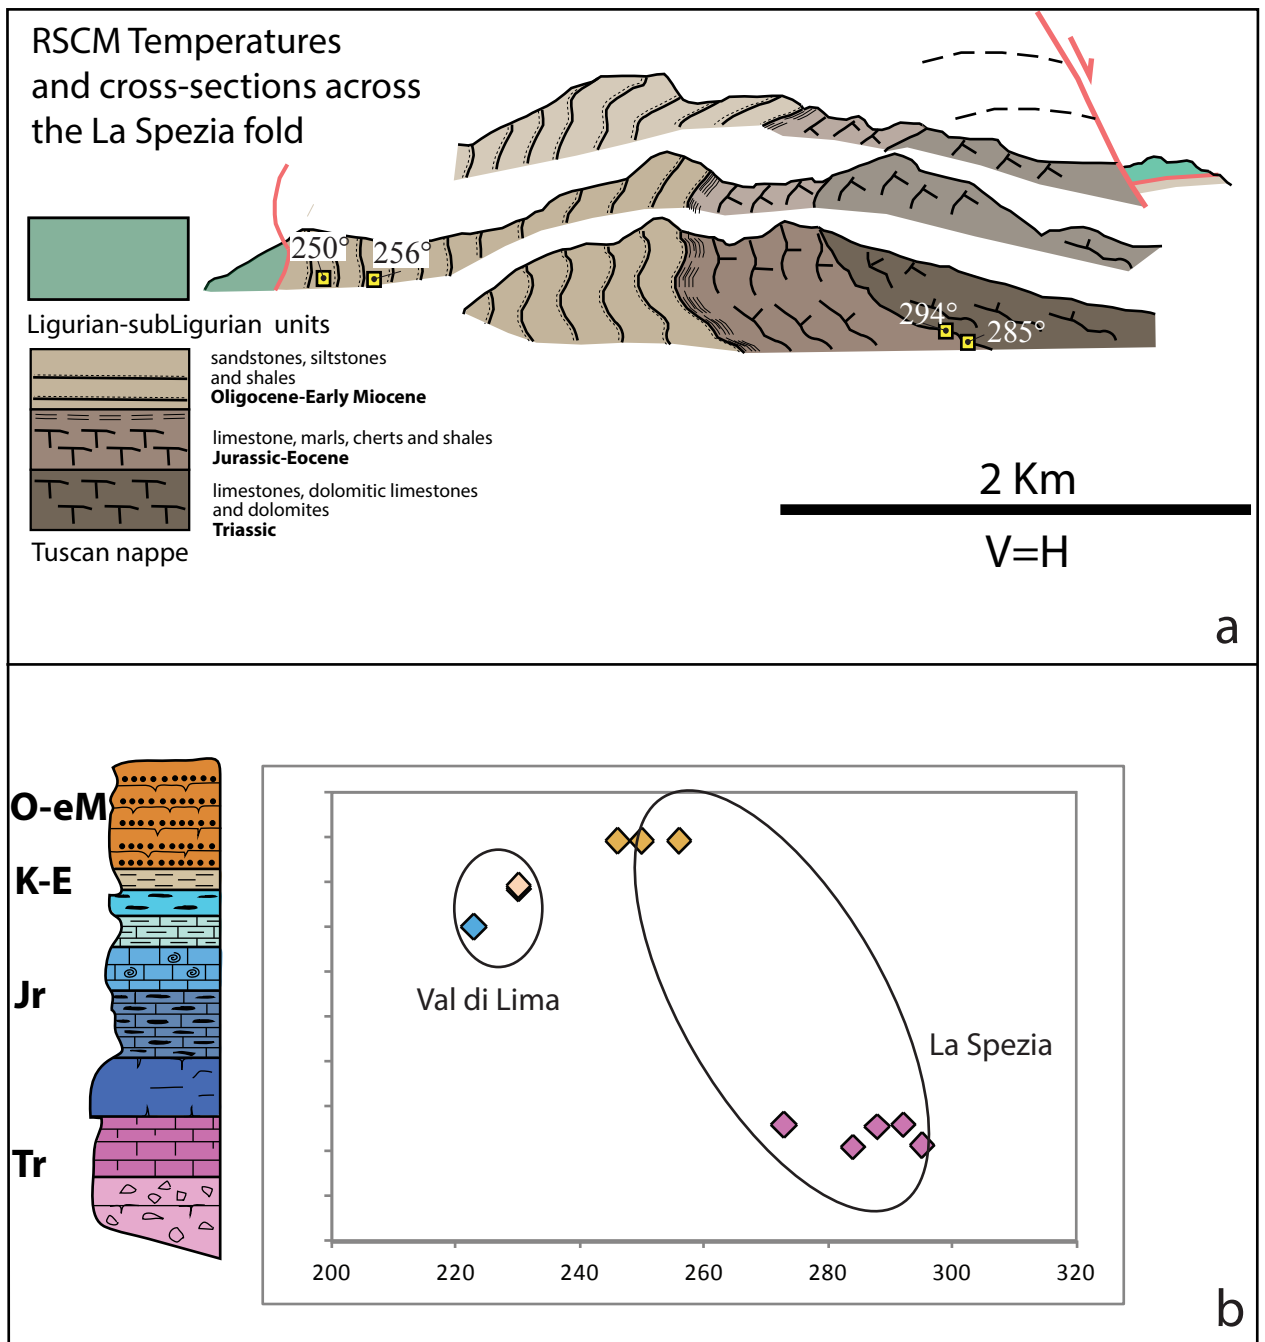 RSCM Temperatures
and cross-sections across
the La Spezia fold
250°
256°
294°
285°
Ligurian-subLigurian units
sandstones, siltstones
and shales
Oligocene-Early Miocene
limestone, marls, cherts and shales
Jurassic-Eocene
limestones, dolomitic limestones
and dolomites
Triassic
Tuscan nappe
2 Km
V=H
a
O-eM
K-E
Jr
Tr
Val di Lima
La Spezia
200 220 240 260 280 300 320
b